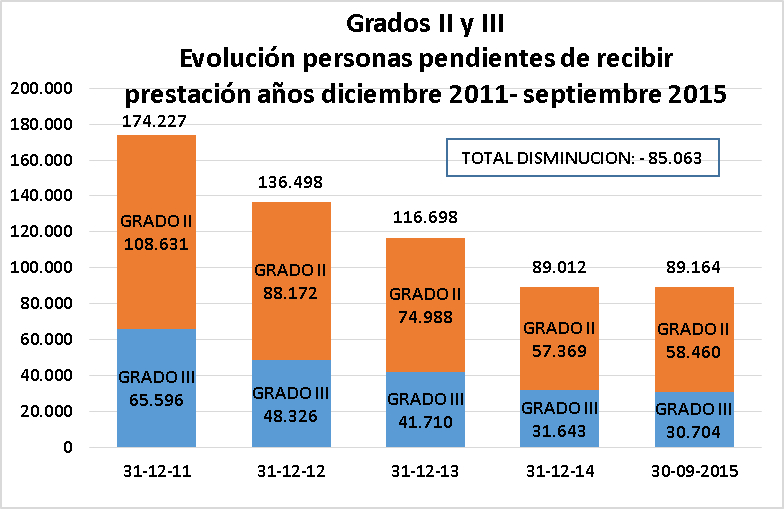 Grados II y III
Evolución personas pendientes de recibir
prestación años diciembre 2011- septiembre 2015
200.000
180.000
160.000
140.000
120.000
100.000
80.000
60.000
40.000
20.000
0
TOTAL DISMINUCION: - 85.063
174.227
GRADO II
108.631
GRADO III
65.596
136.498
GRADO II
88.172
GRADO III
48.326
116.698
GRADO II
74.988
GRADO III
41.710
89.012
GRADO II
57.369
GRADO III
31.643
89.164
GRADO II
58.460
GRADO III
30.704
31-12-11
31-12-12
31-12-13
31-12-14
30-09-2015